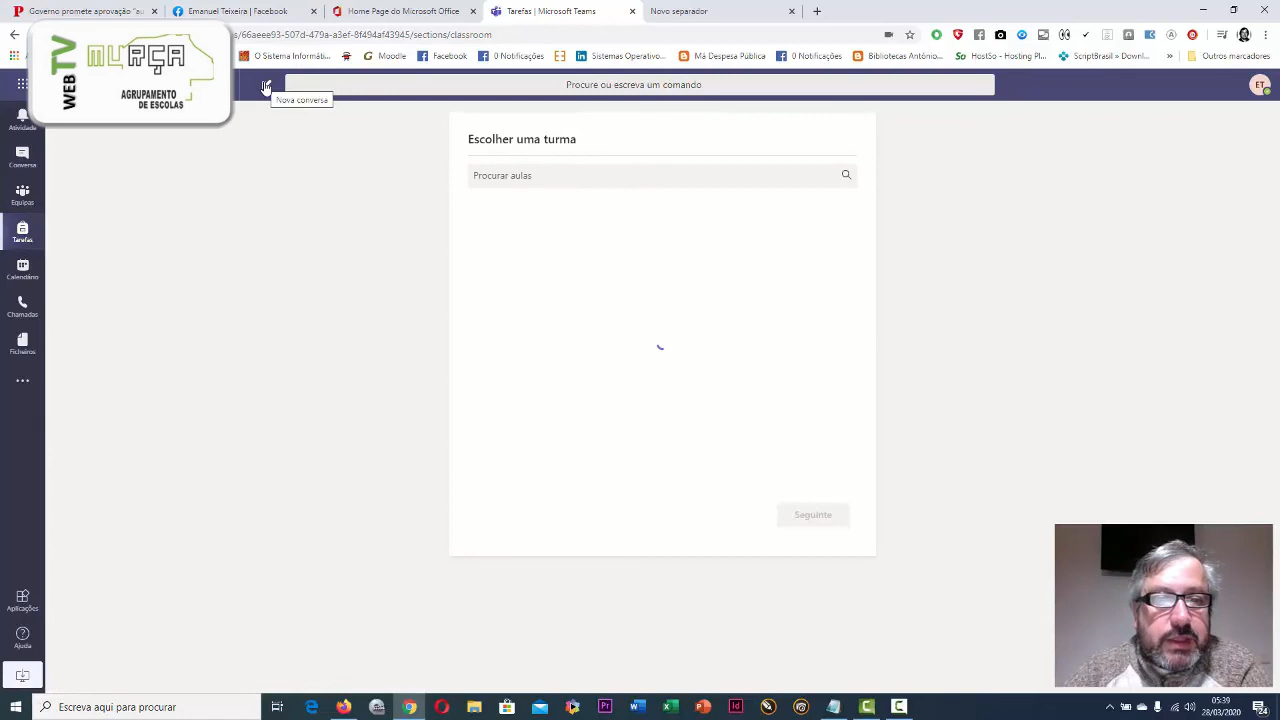 Governo promete aprovação "au
Emanuel Teixeira | Facebook
Home Page do Microsoft Office
Tarefas | Microsoft Teams
Novo separador
/66aeee93-507d-479a-a3ef-8f494af43945/sections/classroom
O Sistema Informáti...
Moodle
Facebook
0 Notificações
Sistemas Operativo...
Má Despesa Pública
0 Notificações
Biblioteca António...
HostSo - Hosting Pl...
ScriptBrasil | Downl...
Outros marcadores
WEB TV
MURÇA
AGRUPAMENTO
DE ESCOLAS
Procure ou escreva um comando
ET
Nova conversa
Atividade
Conversa
Equipas
Tarefas
Calendário
Chamadas
Ficheiros
Aplicações
Ajuda
Escolher uma turma
Procurar aulas
Seguinte
Escreva aqui para procurar
05:39
28/03/2020